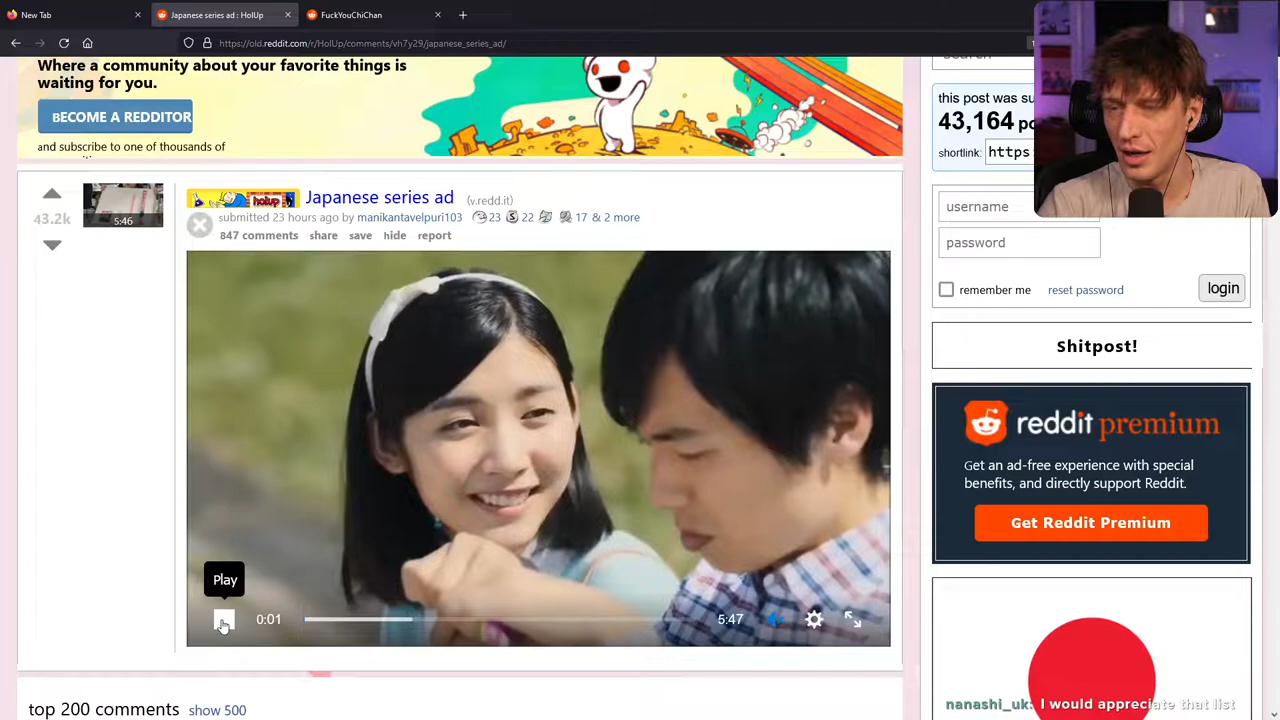 New Tab
Japanese series ad : HolUp
FuckYouChiChan
https://old.reddit.com/r/HolUp/comments/vh7y29/japanese_series_ad/
Where a community about your favorite things is
waiting for you.
BECOME A REDDITOR
and subscribe to one of thousands of
this post was su
43,164 po
shortlink: https:
43.2k
5:46
holup
Japanese series ad (v.redd.it)
submitted 23 hours ago by manikantavelpuri103 23 22 17 & 2 more
847 comments share save hide report
username
password
remember me reset password login
Shitpost!
reddit premium
Get an ad-free experience with special
benefits, and directly support Reddit.
Get Reddit Premium
Play
0:01
5:47
top 200 comments show 500
nanashi_uk: I would appreciate that list